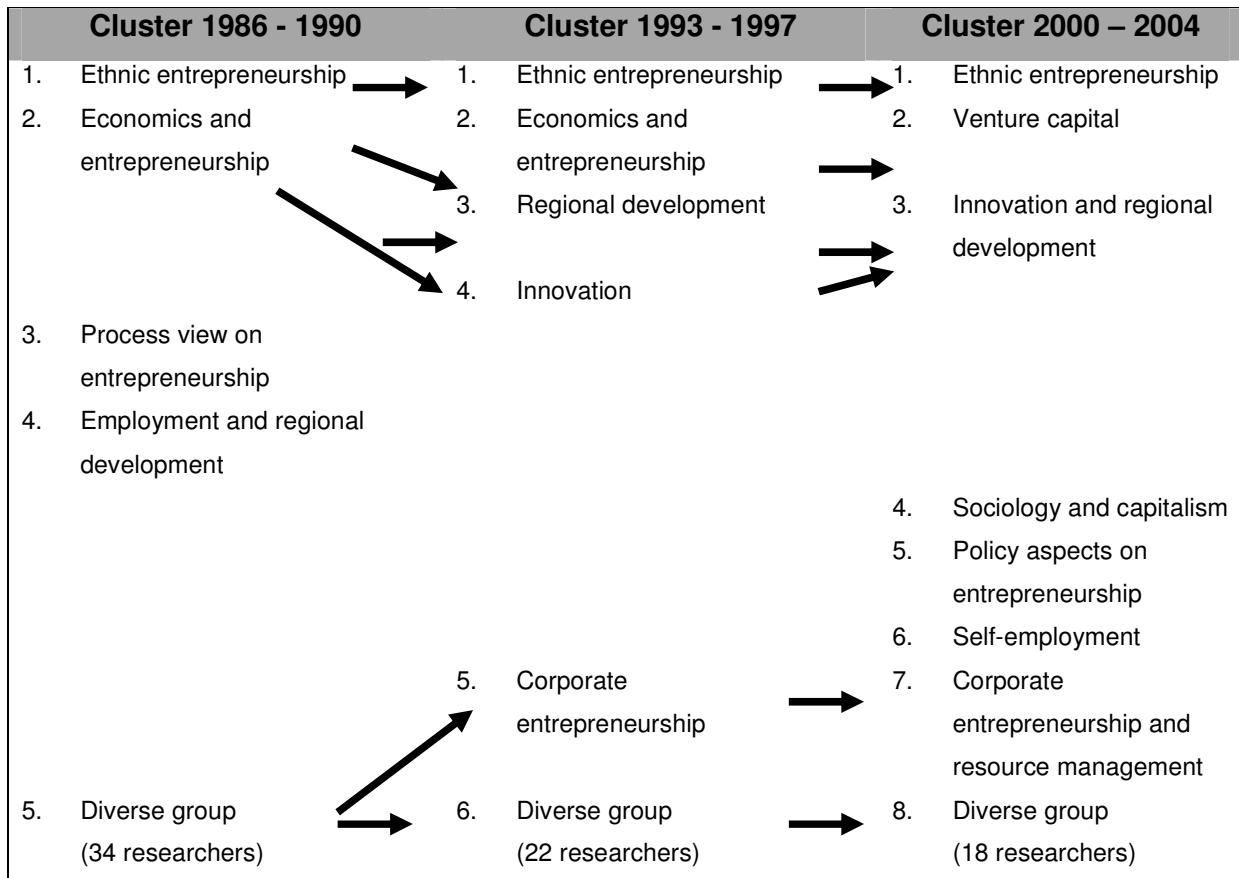 Cluster 1986 - 1990 Cluster 1993 - 1997 Cluster 2000 – 2004
1. Ethnic entrepreneurship 1. Ethnic entrepreneurship 1. Ethnic entrepreneurship
2. Economics and 2. Economics and 2. Venture capital
entrepreneurship entrepreneurship
3. Regional development 3. Innovation and regional
development
4. Innovation
3. Process view on
entrepreneurship
4. Employment and regional
development
4. Sociology and capitalism
5. Policy aspects on
entrepreneurship
6. Self-employment
5. Corporate 7. Corporate
entrepreneurship entrepreneurship and
resource management
5. Diverse group 6. Diverse group 8. Diverse group
(34 researchers) (22 researchers) (18 researchers)